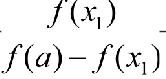 f(x₁)
f(a) − f(x₁)